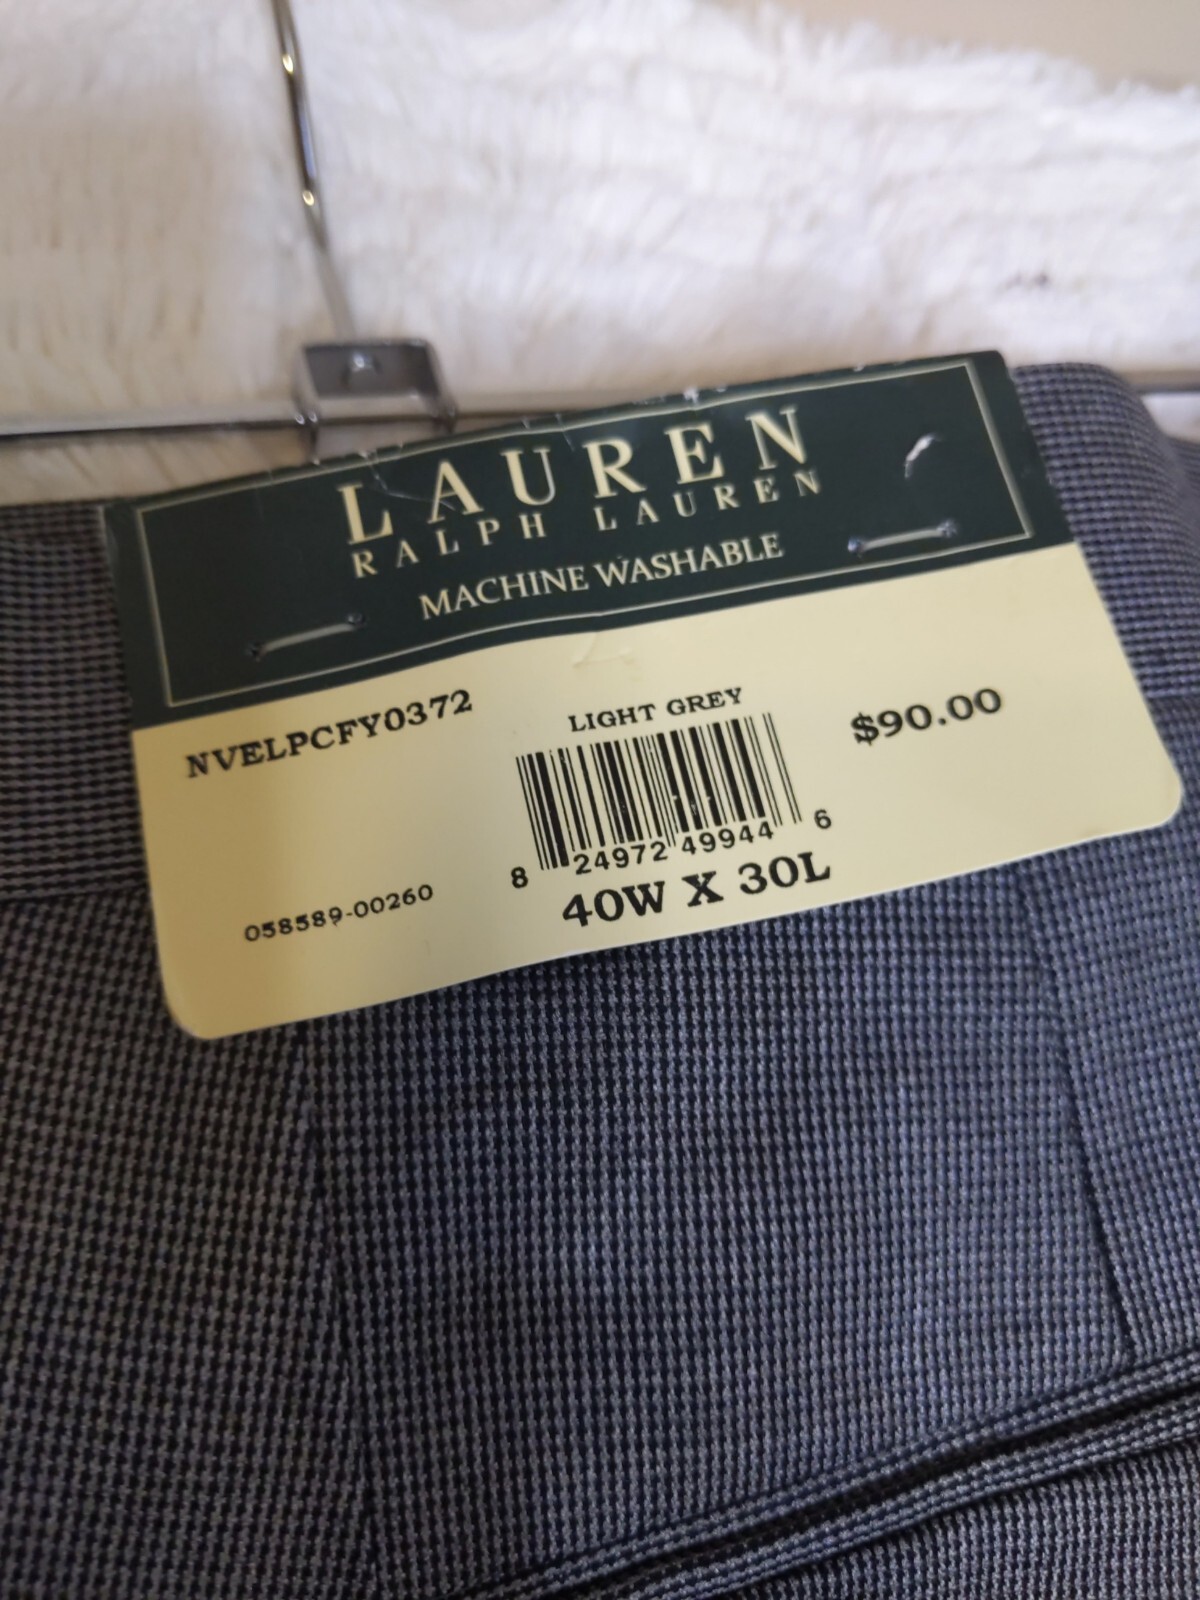 LAUREN
RALPH LAUREN
MACHINE WASHABLE
NVELPCFY0372
LIGHT GREY
$90.00
8 24972 49944 6
058589-00260
40W X 30L